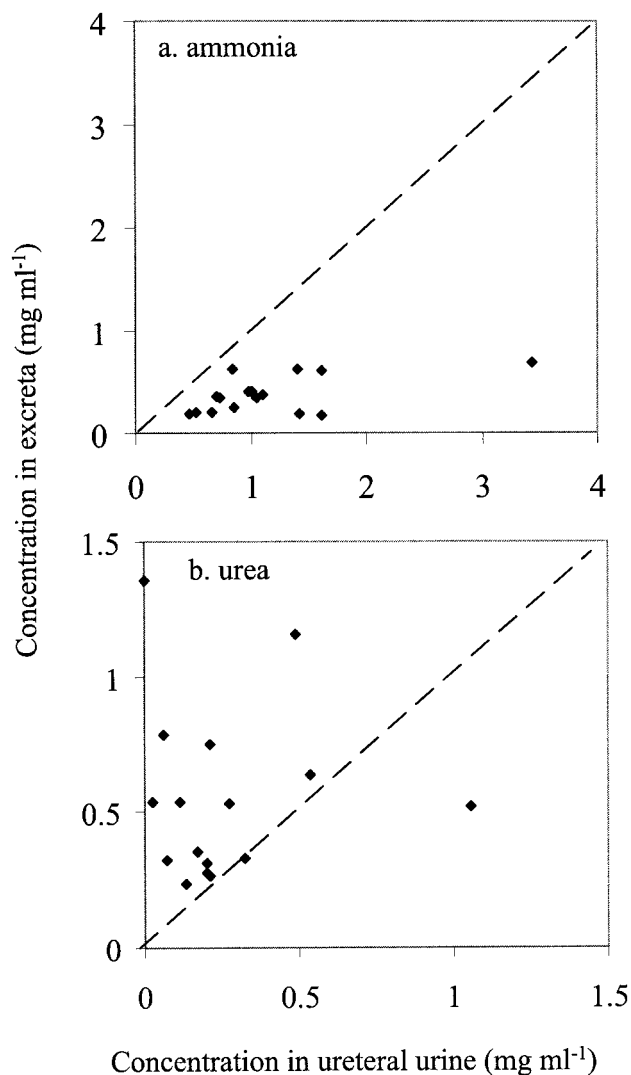 a. ammonia
4
3
2
1
0
0 1 2 3 4
Concentration in excreta (mg ml-1)
b. urea
1.5
1
0.5
0
0 0.5 1 1.5
Concentration in ureteral urine (mg ml-1)